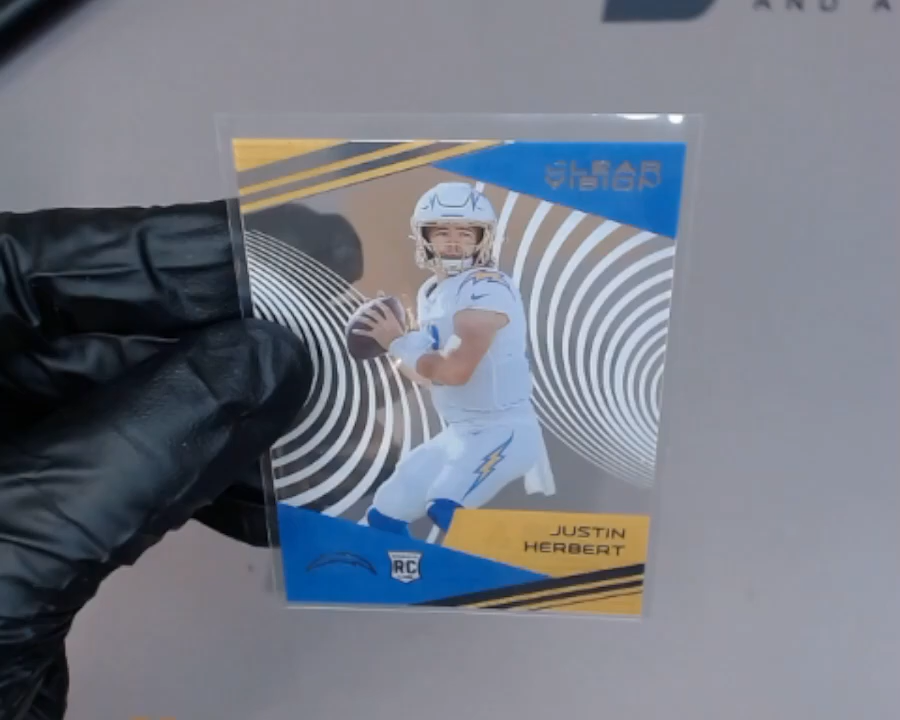 AND A
CLEAR
VISION
JUSTIN
HERBERT
RC